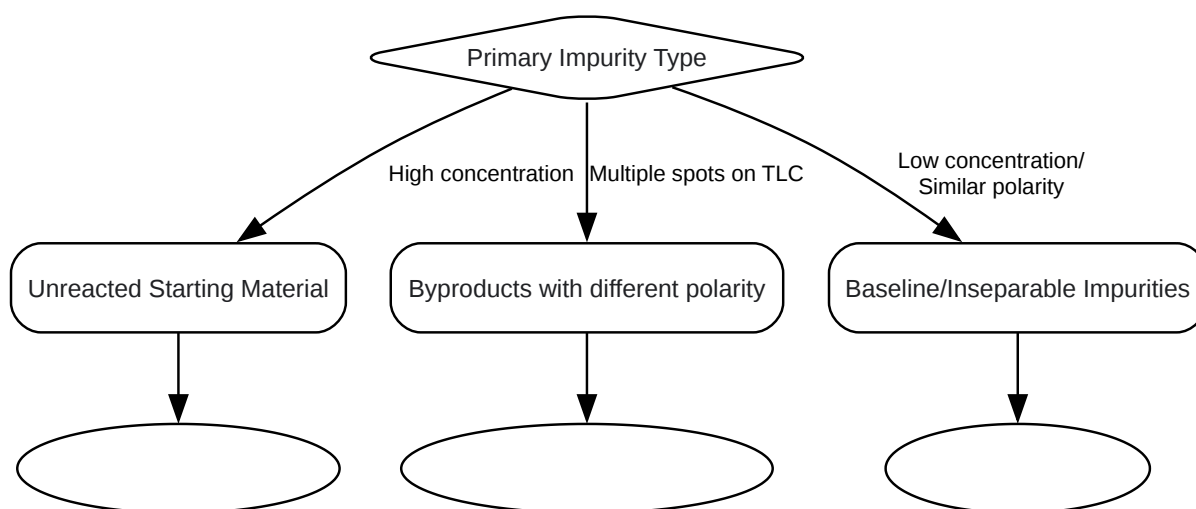 Primary Impurity Type
High concentration
Multiple spots on TLC
Low concentration/
Similar polarity
Unreacted Starting Material
Byproducts with different polarity
Baseline/Inseparable Impurities